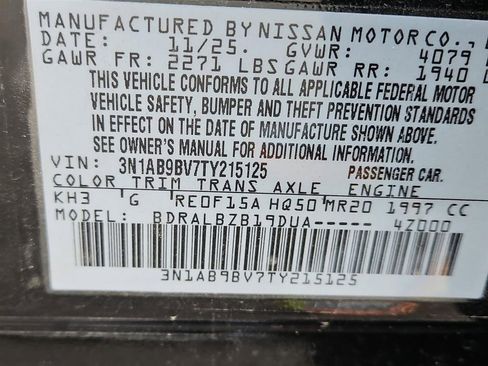 MANUFACTURED BY NISSAN MOTOR CO.,
DATE: 11/25. GVWR: 4079
GAWR FR: 2271 LBS GAWR RR: 1940 L
THIS VEHICLE CONFORMS TO ALL APPLICABLE FEDERAL MOTOR
VEHICLE SAFETY, BUMPER AND THEFT PREVENTION STANDARDS
IN EFFECT ON THE DATE OF MANUFACTURE SHOWN ABOVE.
SEE OWNER'S MANUAL FOR ADDITIONAL INFORMATION.
VIN: 3N1AB9BV7TY215125 PASSENGER CAR.
COLOR TRIM TRANS AXLE ENGINE
KH3 G RE0F15A HQ50 MR20 1997 CC
MODEL: BDRALBZB19DUA----- 4Z000
3N1AB9BV7TY215125